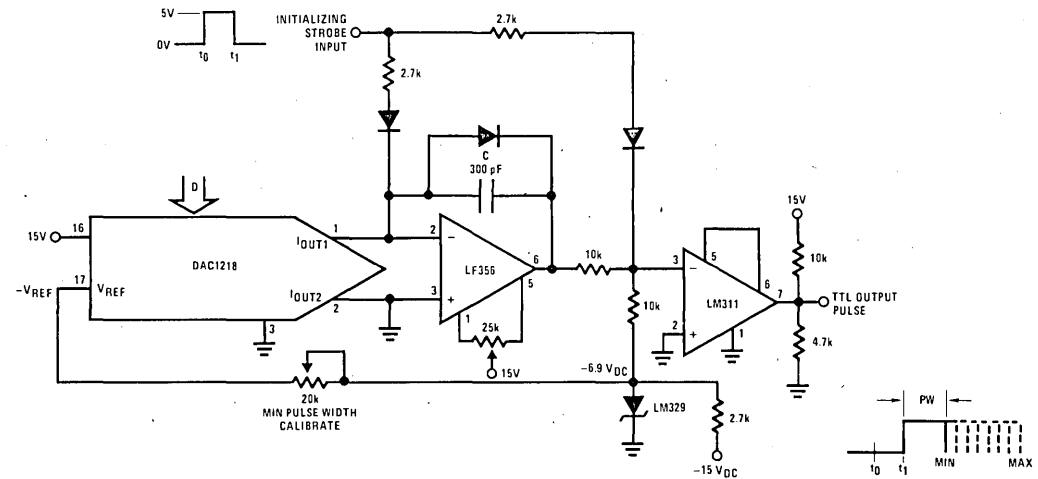 5V
0V
t0 t1
INITIALIZING
STROBE
INPUT
2.7k
2.7k
C
300 pF
D
15V
16
1
IOUT1
2
−
DAC1218
LF356
6
−VREF
17
VREF
IOUT2
2
3
+
5
1
3
25k
15V
20k
MIN PULSE WIDTH
CALIBRATE
10k
10k
−6.9 VDC
LM329
2.7k
−15 VDC
3
−
5
6
LM311
7
2
+
1
15V
10k
TTL OUTPUT
PULSE
4.7k
PW
t0 t1 MIN MAX